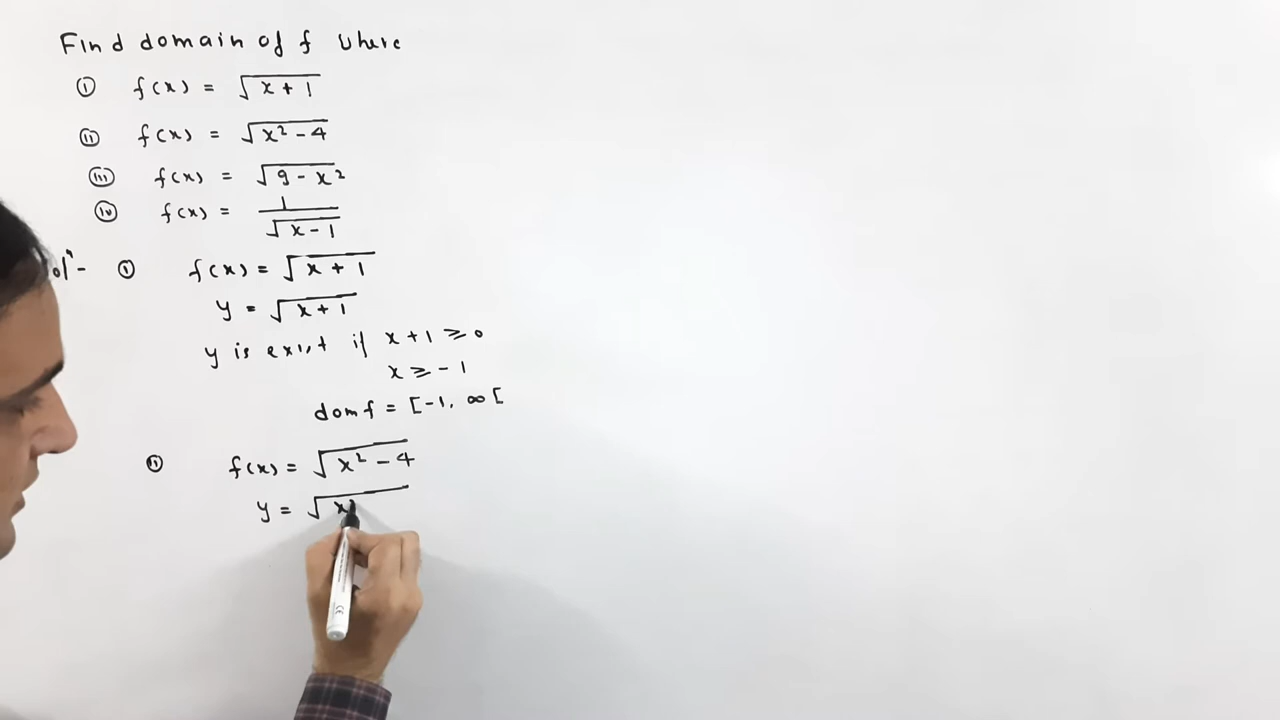 Find domain of f where
(i) f(x) = √x+1
(ii) f(x) = √x²-4
(iii) f(x) = √9-x²
(iv) f(x) = 1/√x-1
olⁿ- (i) f(x) = √x+1
y = √x+1
y is exist if x+1 ≥ 0
x ≥ -1
dom f = [-1, ∞[
(ii) f(x) = √x²-4
y = √x